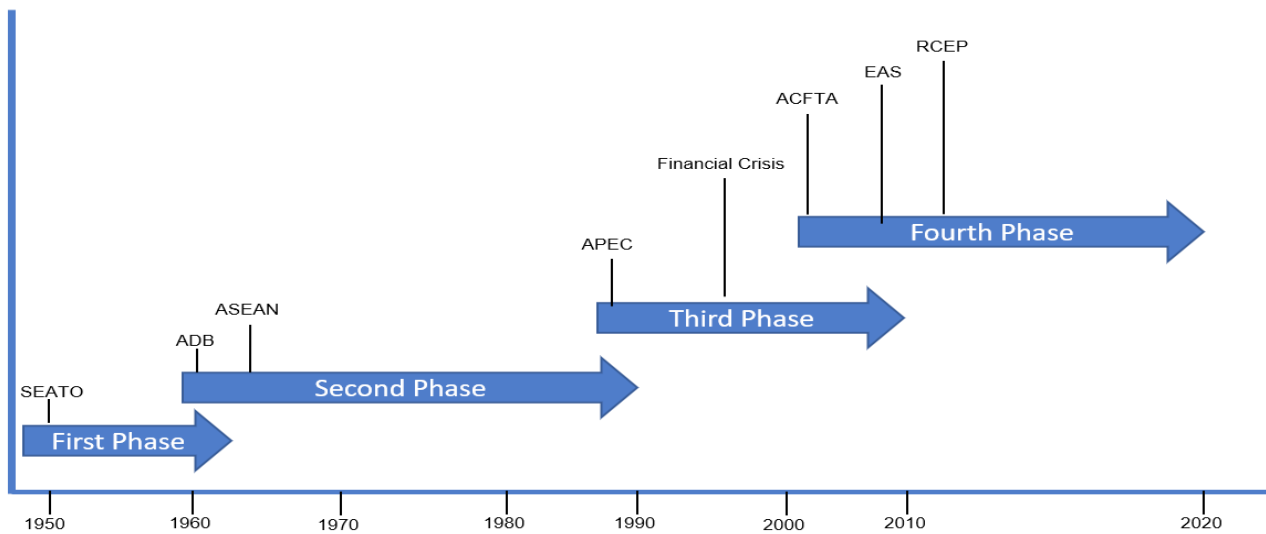 RCEP
EAS
ACFTA
Financial Crisis
Fourth Phase
APEC
ASEAN
Third Phase
ADB
SEATO
Second Phase
First Phase
1950
1960
1970
1980
1990
2000
2010
2020